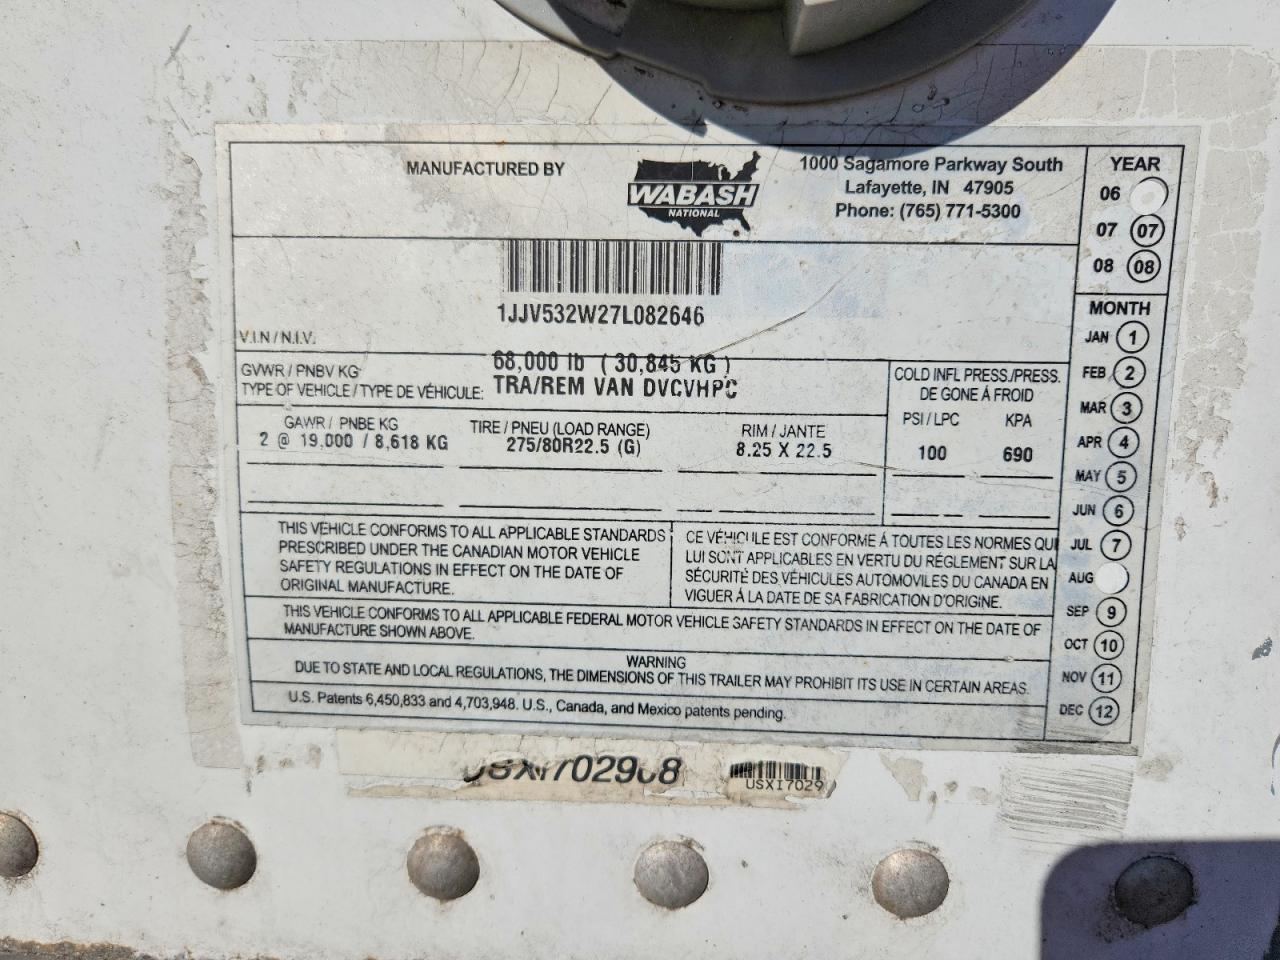 MANUFACTURED BY
WABASH
NATIONAL
1000 Sagamore Parkway South
Lafayette, IN 47905
Phone: (765) 771-5300
YEAR
06
07 07
08 08
1JJV532W27L082646
V.I.N / N.I.V.
GVWR / PNBV KG 68,000 lb ( 30,845 KG )
TYPE OF VEHICLE / TYPE DE VÉHICULE: TRA/REM VAN DVCVHPC
GAWR / PNBE KG
2 @ 19,000 / 8,618 KG
TIRE / PNEU (LOAD RANGE)
275/80R22.5 (G)
RIM / JANTE
8.25 X 22.5
COLD INFL PRESS./PRESS.
DE GONE À FROID
PSI / LPC KPA
100 690
MONTH
JAN 1
FEB 2
MAR 3
APR 4
MAY 5
JUN 6
JUL 7
AUG
SEP 9
OCT 10
NOV 11
DEC 12
THIS VEHICLE CONFORMS TO ALL APPLICABLE STANDARDS
PRESCRIBED UNDER THE CANADIAN MOTOR VEHICLE
SAFETY REGULATIONS IN EFFECT ON THE DATE OF
ORIGINAL MANUFACTURE.
CE VÉHICULE EST CONFORME À TOUTES LES NORMES QUI
LUI SONT APPLICABLES EN VERTU DU RÉGLEMENT SUR LA
SÉCURITÉ DES VÉHICULES AUTOMOVILES DU CANADA EN
VIGUER À LA DATE DE SA FABRICATION D'ORIGINE.
THIS VEHICLE CONFORMS TO ALL APPLICABLE FEDERAL MOTOR VEHICLE SAFETY STANDARDS IN EFFECT ON THE DATE OF
MANUFACTURE SHOWN ABOVE.
WARNING
DUE TO STATE AND LOCAL REGULATIONS, THE DIMENSIONS OF THIS TRAILER MAY PROHIBIT ITS USE IN CERTAIN AREAS.
U.S. Patents 6,450,833 and 4,703,948. U.S., Canada, and Mexico patents pending.
USXI7029